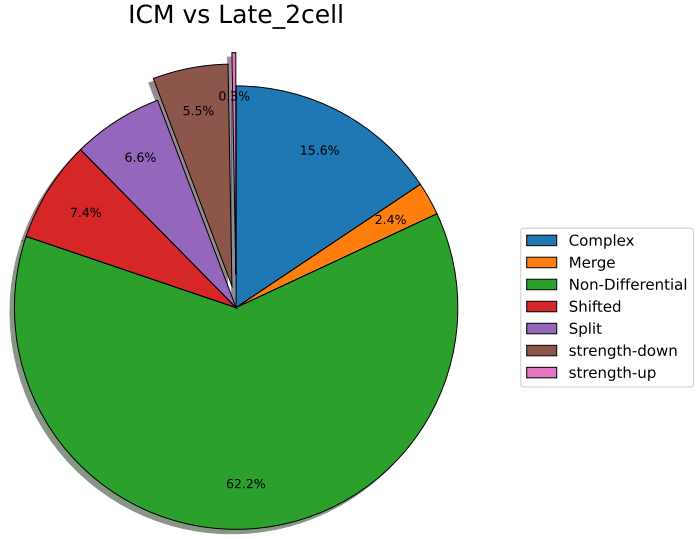 ICM vs Late_2cell
0.3%
5.5%
15.6%
6.6%
7.4%
2.4%
62.2%
Complex
Merge
Non-Differential
Shifted
Split
strength-down
strength-up